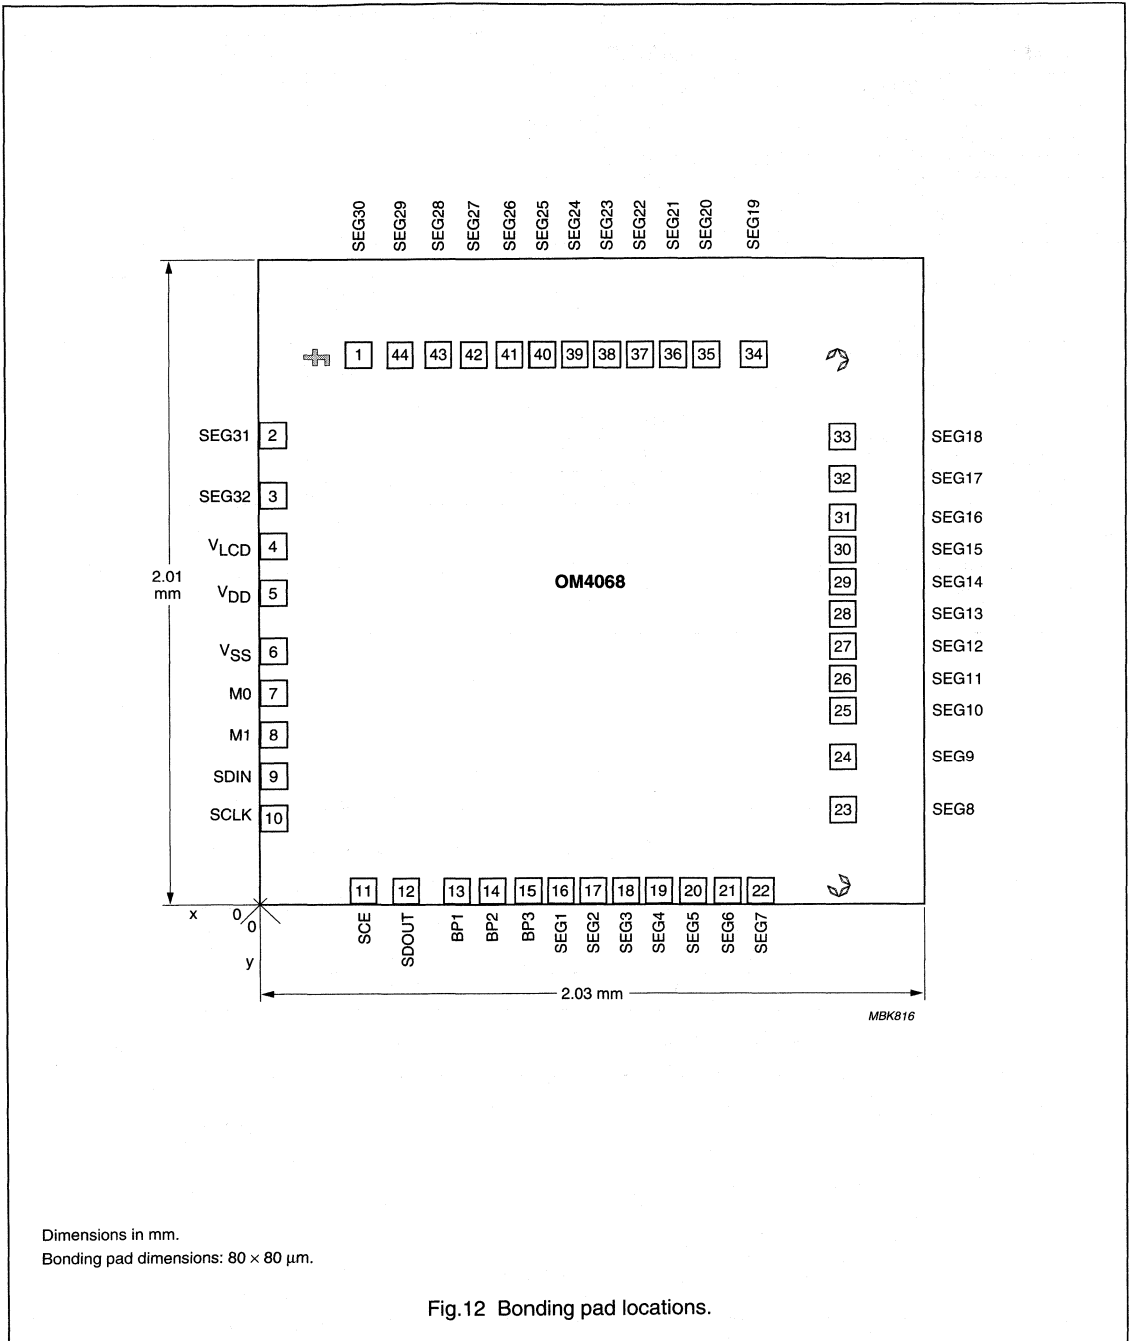 SEG30 SEG29 SEG28 SEG27 SEG26 SEG25 SEG24 SEG23 SEG22 SEG21 SEG20 SEG19
1 44 43 42 41 40 39 38 37 36 35 34
SEG31 2
33 SEG18
32 SEG17
SEG32 3
31 SEG16
VLCD 4
30 SEG15
2.01 mm
29 SEG14
OM4068
VDD 5
28 SEG13
27 SEG12
VSS 6
26 SEG11
M0 7
25 SEG10
M1 8
24 SEG9
SDIN 9
23 SEG8
SCLK 10
11 12 13 14 15 16 17 18 19 20 21 22
x 0
0
y
SCE SDOUT BP1 BP2 BP3 SEG1 SEG2 SEG3 SEG4 SEG5 SEG6 SEG7
2.03 mm
MBK816
Dimensions in mm.
Bonding pad dimensions: 80 × 80 µm.
Fig.12 Bonding pad locations.